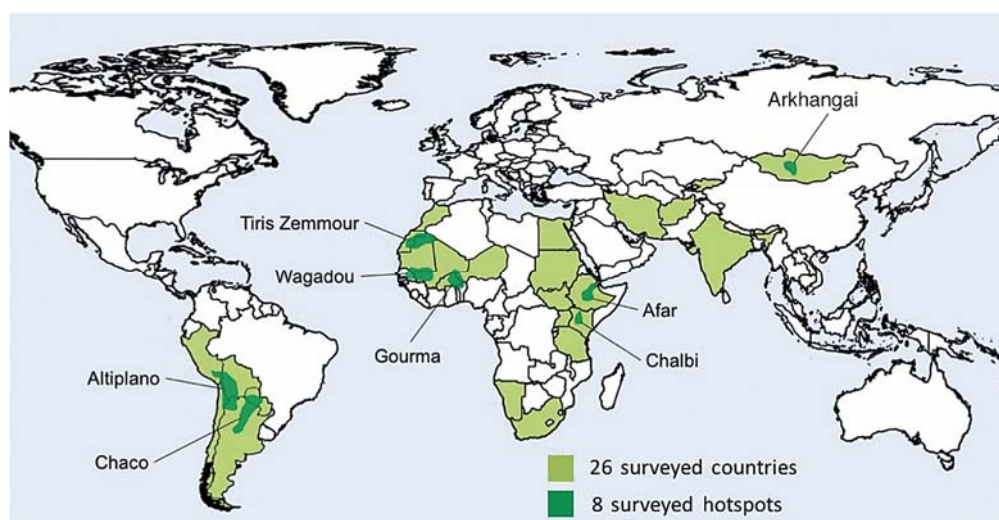 Arkhangai
Tiris Zemmour
Wagadou
Afar
Gourma
Chalbi
Altiplano
Chaco
26 surveyed countries
8 surveyed hotspots